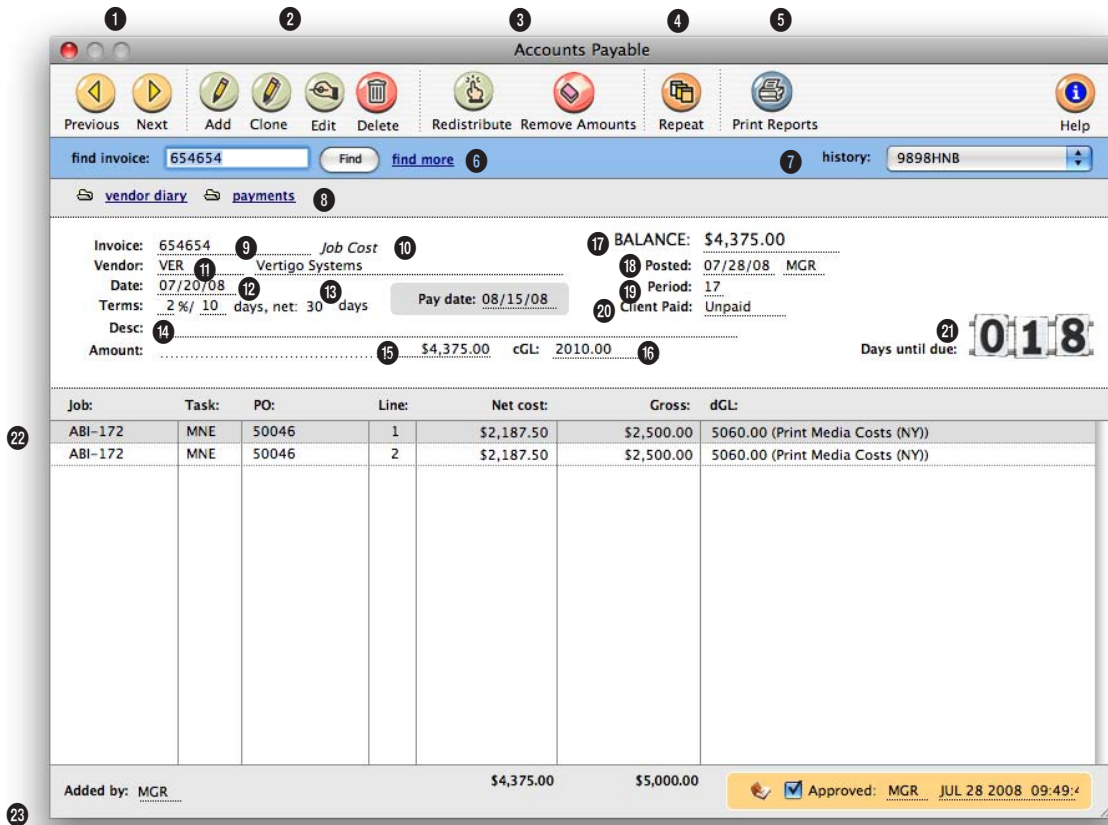 1 2 3 4 5
Accounts Payable
Previous Next Add Clone Edit Delete Redistribute Remove Amounts Repeat Print Reports Help
find invoice: 654654 Find find more 6 7 history: 9898HNB
vendor diary payments 8
Invoice: 654654 9 Job Cost 10 17 BALANCE: $4,375.00
Vendor: VER 11 Vertigo Systems 18 Posted: 07/28/08 MGR
Date: 07/20/08 12 13 19 Period: 17
Terms: 2 %/ 10 days, net: 30 days Pay date: 08/15/08 20 Client Paid: Unpaid
Desc: 14 21
Amount: 15 $4,375.00 cGL: 2010.00 16 Days until due: 018
Job: Task: PO: Line: Net cost: Gross: dGL:
22 ABI-172 MNE 50046 1 $2,187.50 $2,500.00 5060.00 (Print Media Costs (NY))
ABI-172 MNE 50046 2 $2,187.50 $2,500.00 5060.00 (Print Media Costs (NY))
$4,375.00 $5,000.00
Added by: MGR Approved: MGR JUL 28 2008 09:49:
23